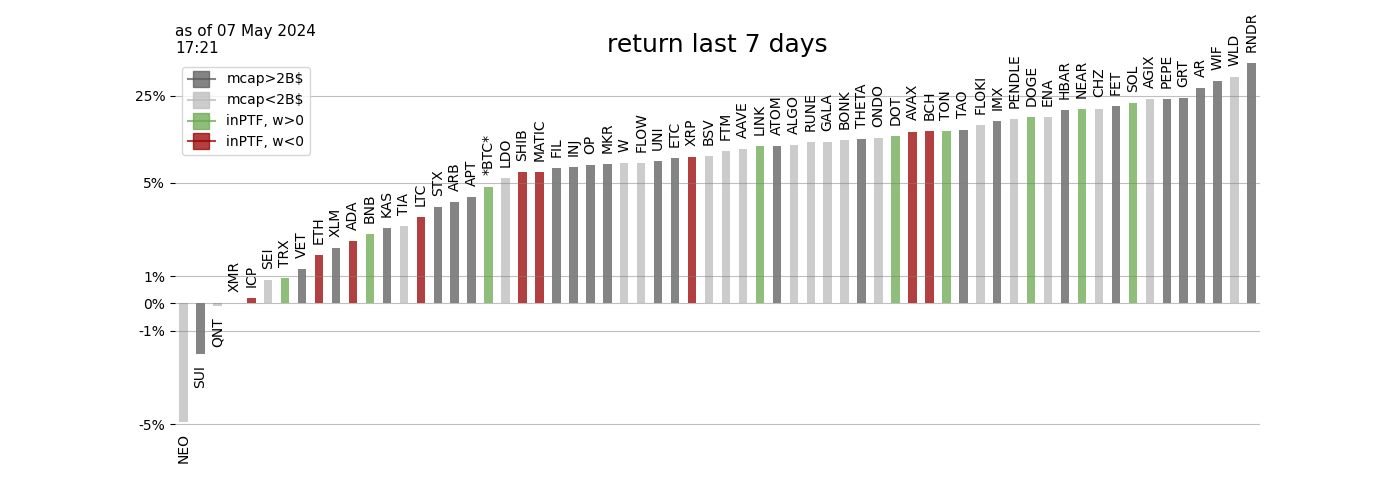 as of 07 May 2024
17:21
return last 7 days
mcap>2B$
mcap<2B$
inPTF, w>0
inPTF, w<0
25%
5%
1%
0%
-1%
-5%
NEO
SUI
QNT
XMR
ICP
SEI
TRX
VET
ETH
XLM
ADA
BNB
KAS
TIA
LTC
STX
ARB
APT
*BTC*
LDO
SHIB
MATIC
FIL
INJ
OP
MKR
W
FLOW
UNI
ETC
XRP
BSV
FTM
AAVE
LINK
ATOM
ALGO
RUNE
GALA
BONK
THETA
ONDO
DOT
AVAX
BCH
TON
TAO
FLOKI
IMX
PENDLE
DOGE
ENA
HBAR
NEAR
CHZ
FET
SOL
AGIX
PEPE
GRT
AR
WIF
WLD
RNDR